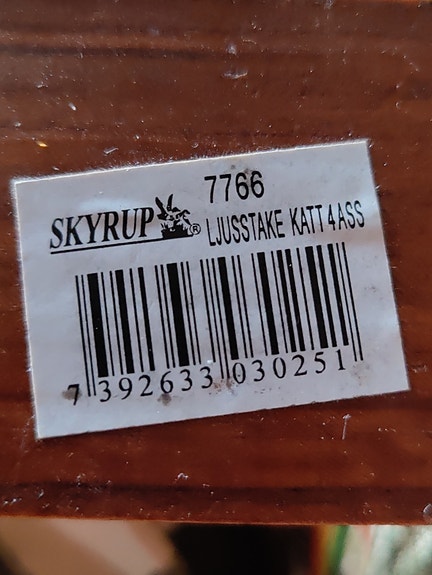 7766
SKYRUP®
LJUSSTAKE KATT 4ASS
7 392633 030251